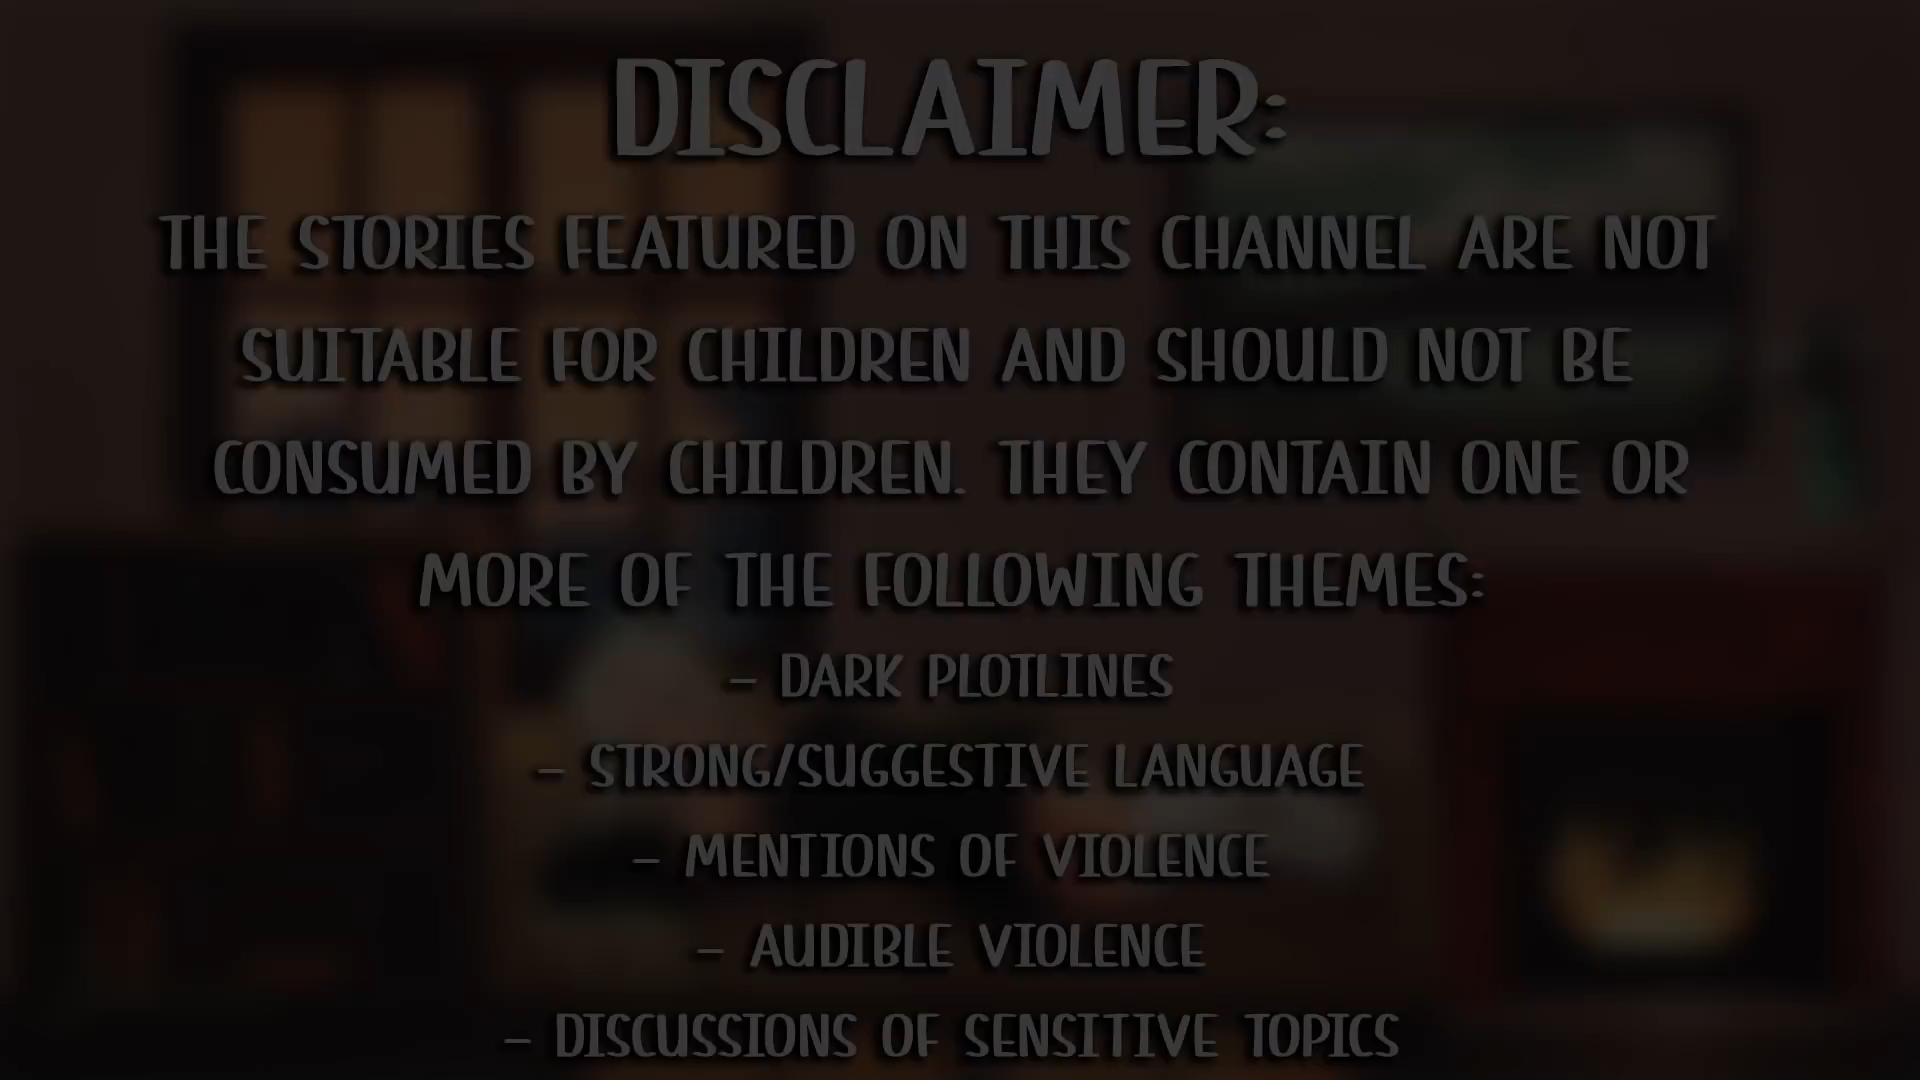 DISCLAIMER:
THE STORIES FEATURED ON THIS CHANNEL ARE NOT
SUITABLE FOR CHILDREN AND SHOULD NOT BE
CONSUMED BY CHILDREN. THEY CONTAIN ONE OR
MORE OF THE FOLLOWING THEMES:
- DARK PLOTLINES
- STRONG/SUGGESTIVE LANGUAGE
- MENTIONS OF VIOLENCE
- AUDIBLE VIOLENCE
- DISCUSSIONS OF SENSITIVE TOPICS